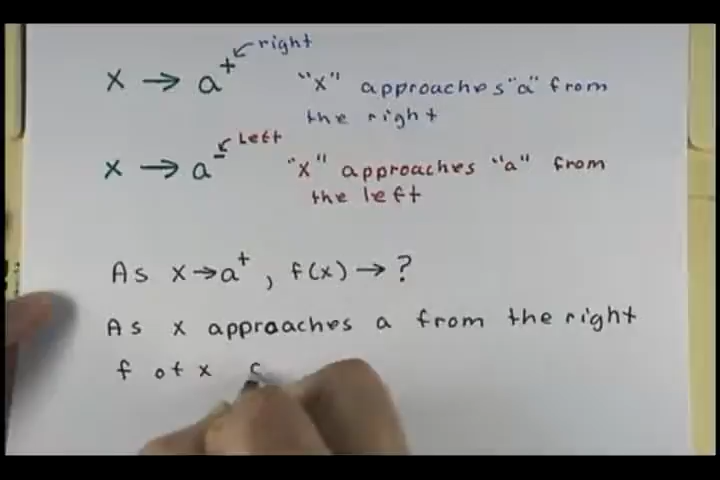 right
x → a⁺ "x" approaches "a" from
the right
Left
x → a⁻ "x" approaches "a" from
the left
As x→a⁺, f(x) → ?
As x approaches a from the right
f of x